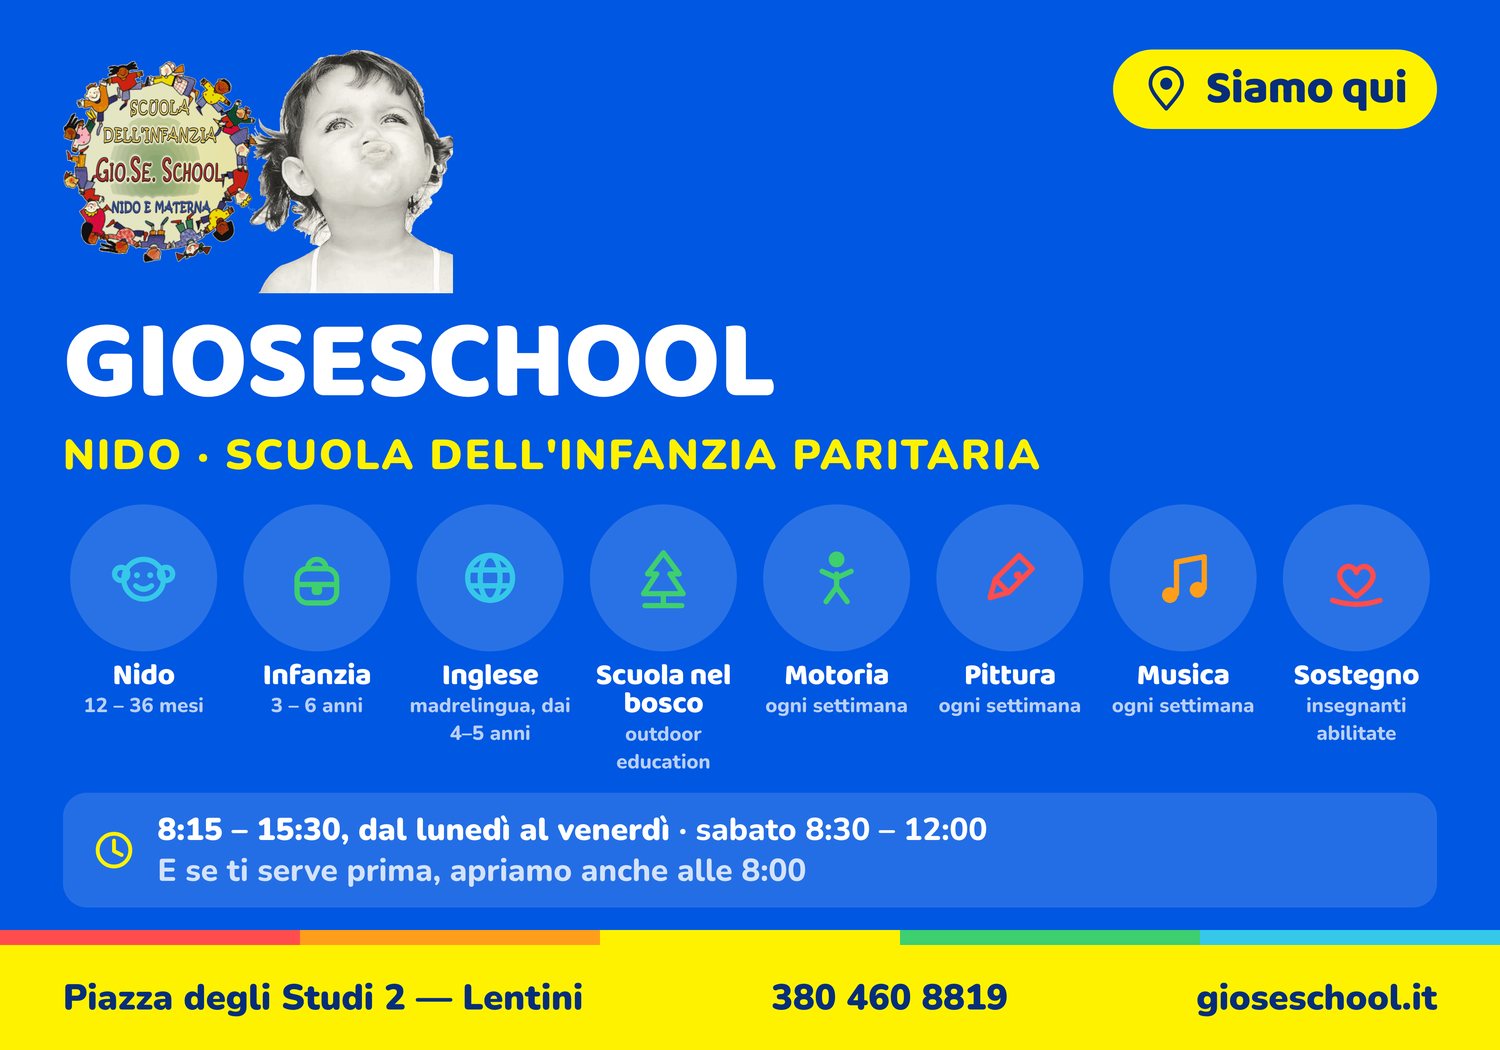 SCUOLA
DELL'INFANZIA
GIO.SE. SCHOOL
NIDO E MATERNA
Siamo qui
GIOSESCHOOL
NIDO · SCUOLA DELL'INFANZIA PARITARIA
Nido
12 – 36 mesi
Infanzia
3 – 6 anni
Inglese
madrelingua, dai
4–5 anni
Scuola nel
bosco
outdoor
education
Motoria
ogni settimana
Pittura
ogni settimana
Musica
ogni settimana
Sostegno
insegnanti
abilitate
8:15 – 15:30, dal lunedì al venerdì · sabato 8:30 – 12:00
E se ti serve prima, apriamo anche alle 8:00
Piazza degli Studi 2 — Lentini
380 460 8819
gioseschool.it